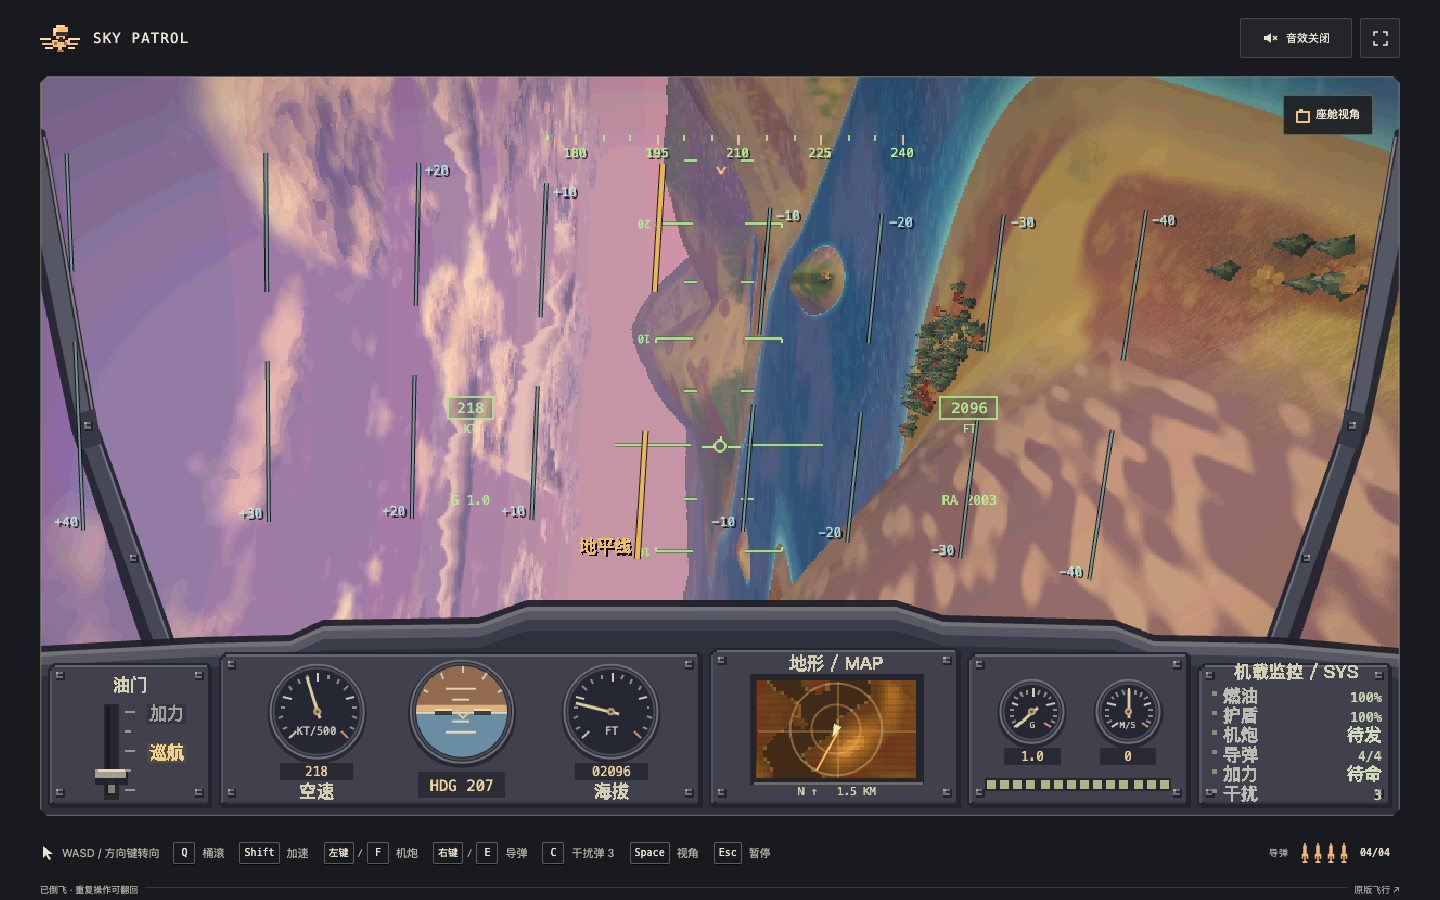 SKY PATROL
音效关闭
座舱视角
180 195 210 225 240
+20
+10
-10
-20
-30
-40
20
10
10
218
KT
2096
FT
G 1.0
RA 2003
+40
+30
+20
+10
-10
-20
-30
-40
地平线
油门
加力
巡航
KT/500
218
空速
HDG 207
FT
02096
海拔
地形 / MAP
N ↑ 1.5 KM
G
1.0
M/S
0
机载监控 / SYS
燃油 100%
护盾 100%
机炮 待发
导弹 4/4
加力 待命
干扰 3
WASD / 方向键转向 Q 桶滚 Shift 加速 左键 / F 机炮 右键 / E 导弹 C 干扰弹 3 Space 视角 Esc 暂停
导弹 04/04
已倒飞 · 重复操作可翻回
原版飞行 ↗